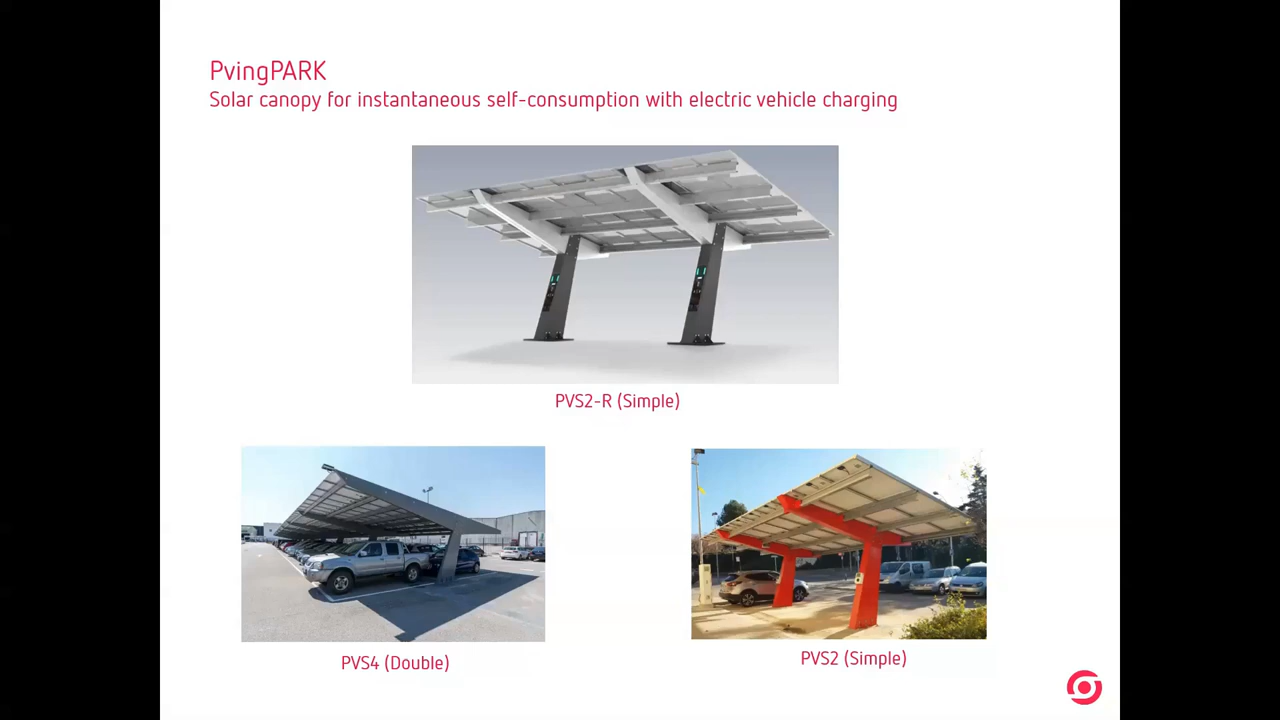 PvingPARK
Solar canopy for instantaneous self-consumption with electric vehicle charging
PVS2-R (Simple)
PVS4 (Double)
PVS2 (Simple)